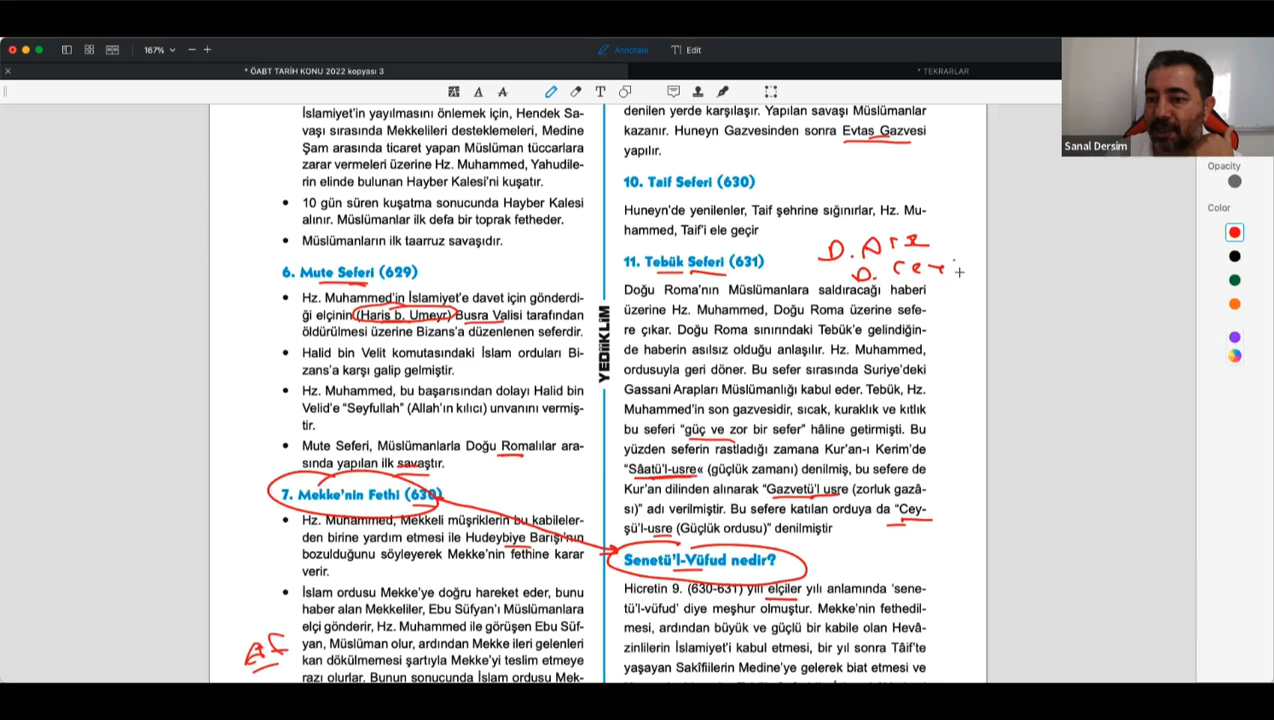 167%
Annotate
Edit
* ÖABT TARİH KONU 2022 kopyası 3
* TEKRARLAR
İslamiyet'in yayılmasını önlemek için, Hendek Sa-
vaşı sırasında Mekkelileri desteklemeleri, Medine
Şam arasında ticaret yapan Müslüman tüccarlara
zarar vermeleri üzerine Hz. Muhammed, Yahudile-
rin elinde bulunan Hayber Kalesi'ni kuşatır.
• 10 gün süren kuşatma sonucunda Hayber Kalesi
alınır. Müslümanlar ilk defa bir toprak fetheder.
• Müslümanların ilk taarruz savaşıdır.
6. Mute Seferi (629)
• Hz. Muhammed'in İslamiyet'e davet için gönderdi-
ği elçinin (Haris b. Umeyr) Busra Valisi tarafından
öldürülmesi üzerine Bizans'a düzenlenen seferdir.
• Halid bin Velit komutasındaki İslam orduları Bi-
zans'a karşı galip gelmiştir.
• Hz. Muhammed, bu başarısından dolayı Halid bin
Velid'e “Seyfullah” (Allah'ın kılıcı) unvanını vermiş-
tir.
• Mute Seferi, Müslümanlarla Doğu Romalılar ara-
sında yapılan ilk savaştır.
7. Mekke'nin Fethi (630)
• Hz. Muhammed, Mekkeli müşriklerin bu kabileler-
den birine yardım etmesi ile Hudeybiye Barışı'nın
bozulduğunu söyleyerek Mekke'nin fethine karar
verir.
• İslam ordusu Mekke'ye doğru hareket eder, bunu
haber alan Mekkeliler, Ebu Süfyan'ı Müslümanlara
elçi gönderir, Hz. Muhammed ile görüşen Ebu Süf-
yan, Müslüman olur, ardından Mekke ileri gelenleri
kan dökülmemesi şartıyla Mekke'yi teslim etmeye
razı olurlar. Bunun sonucunda İslam ordusu Mek-
Af
YEDİİKLİM
denilen yerde karşılaşır. Yapılan savaşı Müslümanlar
kazanır. Huneyn Gazvesinden sonra Evtas Gazvesi
yapılır.
10. Taif Seferi (630)
Huneyn'de yenilenler, Taif şehrine sığınırlar, Hz. Mu-
hammed, Taif'i ele geçir
D. Arz
D. Cey
11. Tebük Seferi (631)
Doğu Roma'nın Müslümanlara saldıracağı haberi
üzerine Hz. Muhammed, Doğu Roma üzerine sefe-
re çıkar. Doğu Roma sınırındaki Tebük'e gelindiğin-
de haberin asılsız olduğu anlaşılır. Hz. Muhammed,
ordusuyla geri döner. Bu sefer sırasında Suriye'deki
Gassani Arapları Müslümanlığı kabul eder. Tebük, Hz.
Muhammed'in son gazvesidir, sıcak, kuraklık ve kıtlık
bu seferi “güç ve zor bir sefer” hâline getirmişti. Bu
yüzden seferin rastladığı zamana Kur'an-ı Kerim'de
“Sâatü'l-usre« (güçlük zamanı) denilmiş, bu sefere de
Kur'an dilinden alınarak “Gazvetü'l usre (zorluk gazâ-
sı)” adı verilmiştir. Bu sefere katılan orduya da “Cey-
şü'l-usre (Güçlük ordusu)” denilmiştir
Senetü'l-Vüfud nedir?
Hicretin 9. (630-631) yılı elçiler yılı anlamında 'sene-
tü'l-vüfud' diye meşhur olmuştur. Mekke'nin fethedil-
mesi, ardından büyük ve güçlü bir kabile olan Hevâ-
zinlilerin İslamiyet'i kabul etmesi, bir yıl sonra Tâif'te
yaşayan Sakîflilerin Medine'ye gelerek biat etmesi ve
Sanal Dersim
Opacity
Color